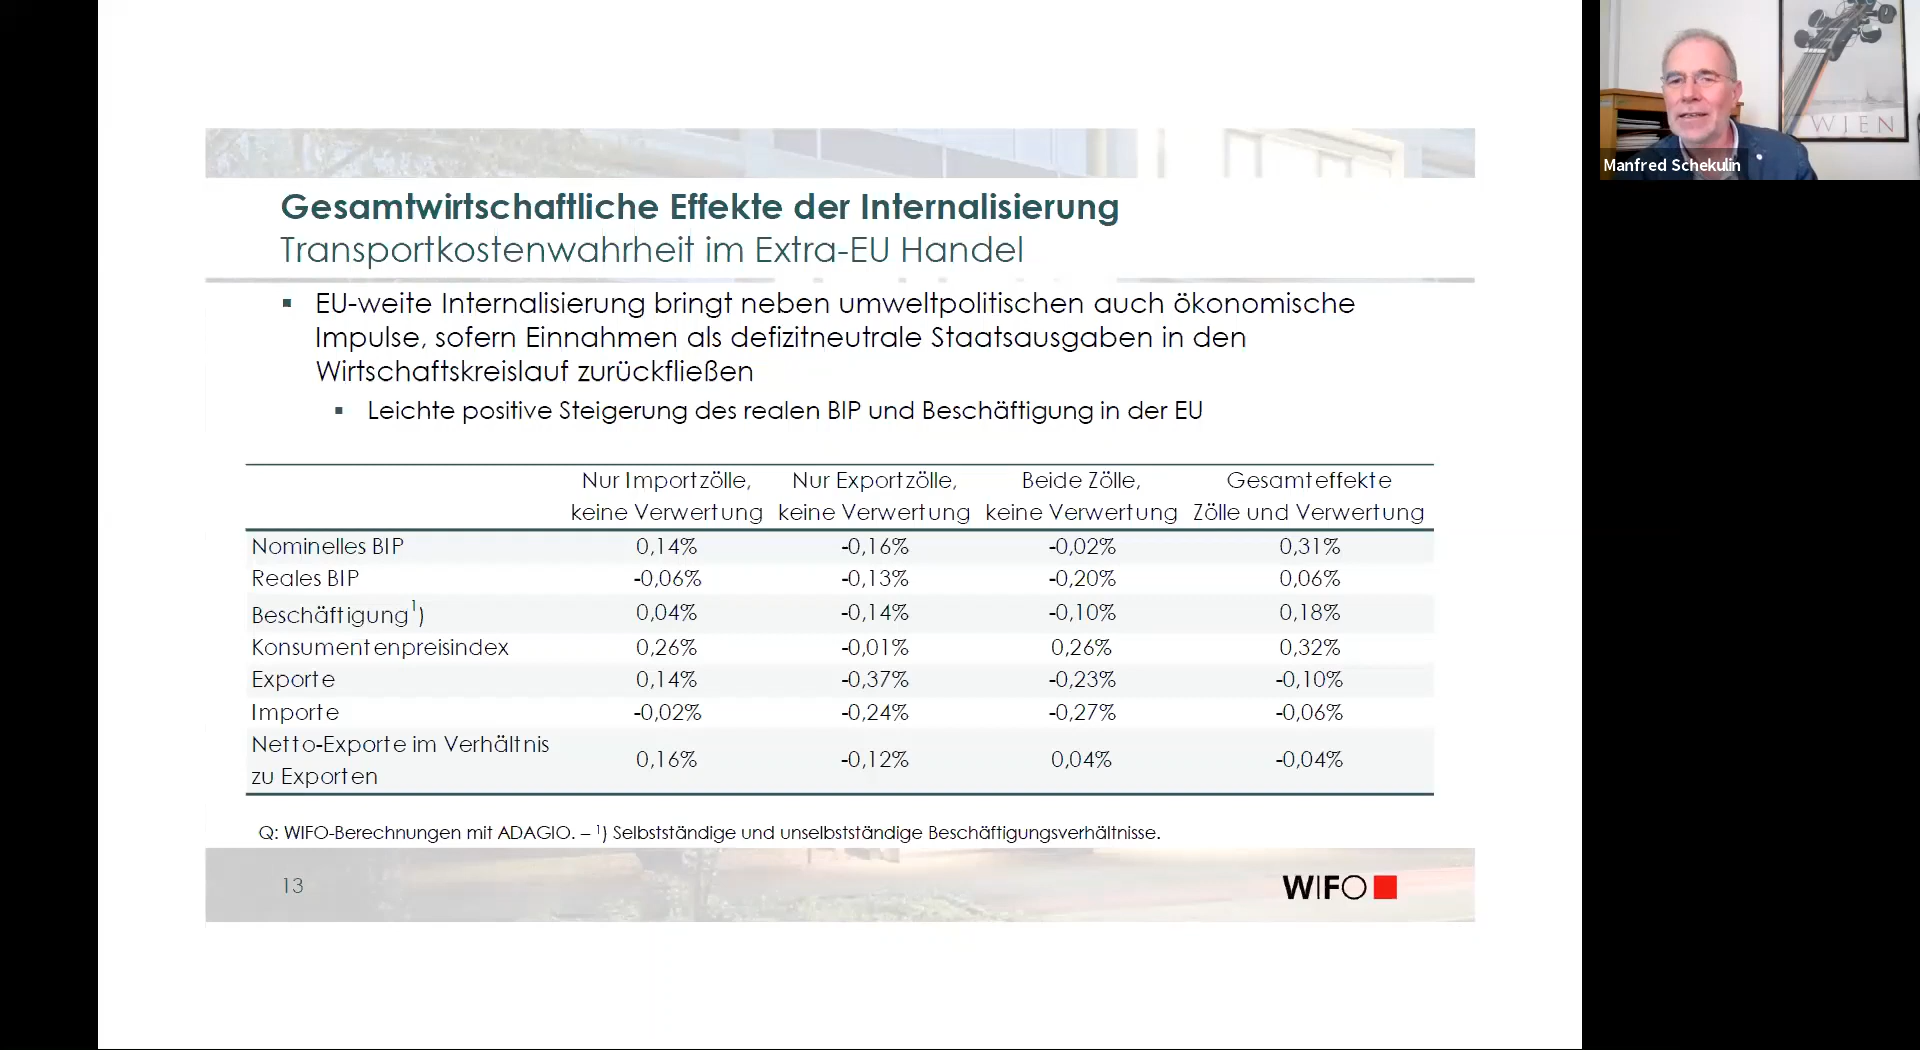 WIEN
Manfred Schekulin
Gesamtwirtschaftliche Effekte der Internalisierung
Transportkostenwahrheit im Extra-EU Handel
▪ EU-weite Internalisierung bringt neben umweltpolitischen auch ökonomische
Impulse, sofern Einnahmen als defizitneutrale Staatsausgaben in den
Wirtschaftskreislauf zurückfließen
▪ Leichte positive Steigerung des realen BIP und Beschäftigung in der EU
Nur Importzölle, Nur Exportzölle, Beide Zölle, Gesamteffekte
keine Verwertung keine Verwertung keine Verwertung Zölle und Verwertung
Nominelles BIP 0,14% -0,16% -0,02% 0,31%
Reales BIP -0,06% -0,13% -0,20% 0,06%
Beschäftigung¹) 0,04% -0,14% -0,10% 0,18%
Konsumentenpreisindex 0,26% -0,01% 0,26% 0,32%
Exporte 0,14% -0,37% -0,23% -0,10%
Importe -0,02% -0,24% -0,27% -0,06%
Netto-Exporte im Verhältnis
zu Exporten 0,16% -0,12% 0,04% -0,04%
Q: WIFO-Berechnungen mit ADAGIO. – ¹) Selbstständige und unselbstständige Beschäftigungsverhältnisse.
13
WIFO